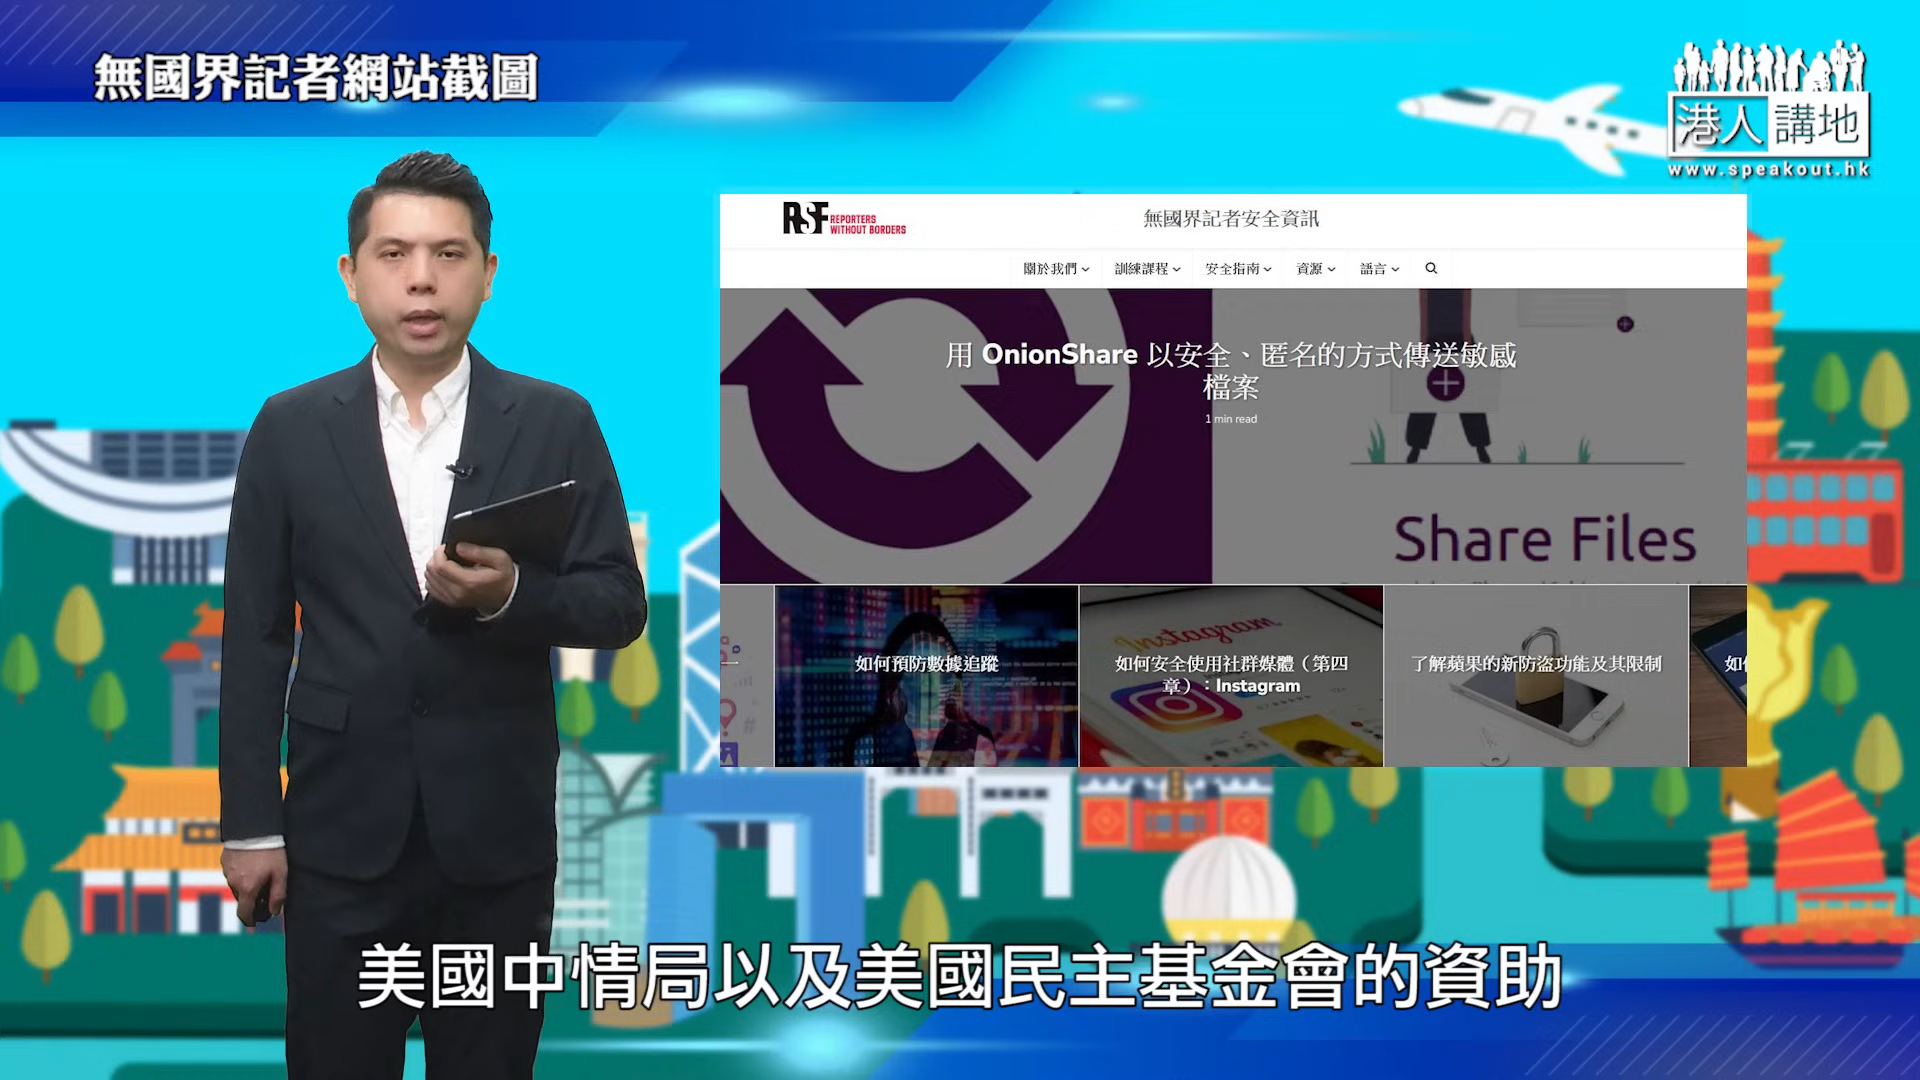 無國界記者網站截圖
港人講地
www.speakout.hk
RSF REPORTERS
WITHOUT BORDERS
無國界記者安全資訊
關於我們
訓練課程
安全指南
資源
語言
用 OnionShare 以安全、匿名的方式傳送敏感
檔案
1 min read
Share Files
一
如何預防數據追蹤
Instagram
如何安全使用社群媒體（第四
章）：Instagram
了解蘋果的新防盜功能及其限制
如何
美國中情局以及美國民主基金會的資助